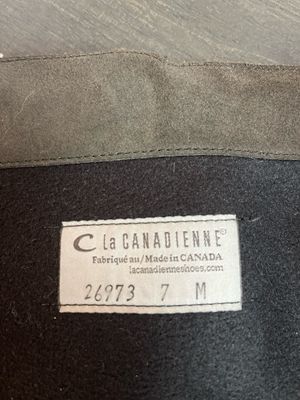 C La CANADIENNE®
Fabriqué au/Made in CANADA
lacanadienneshoes.com
26973 7 M